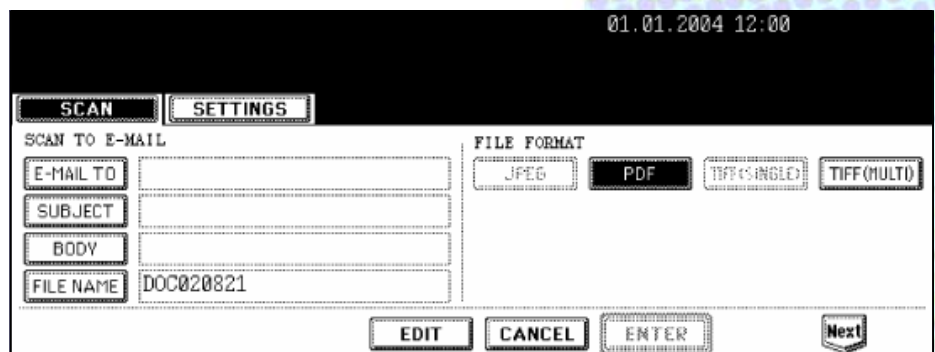 01.01.2004 12:00
SCAN SETTINGS
SCAN TO E-MAIL
E-MAIL TO
SUBJECT
BODY
FILE NAME DOC020821
FILE FORMAT
JPEG PDF TIFF(SINGLE) TIFF(MULTI)
EDIT CANCEL ENTER Next